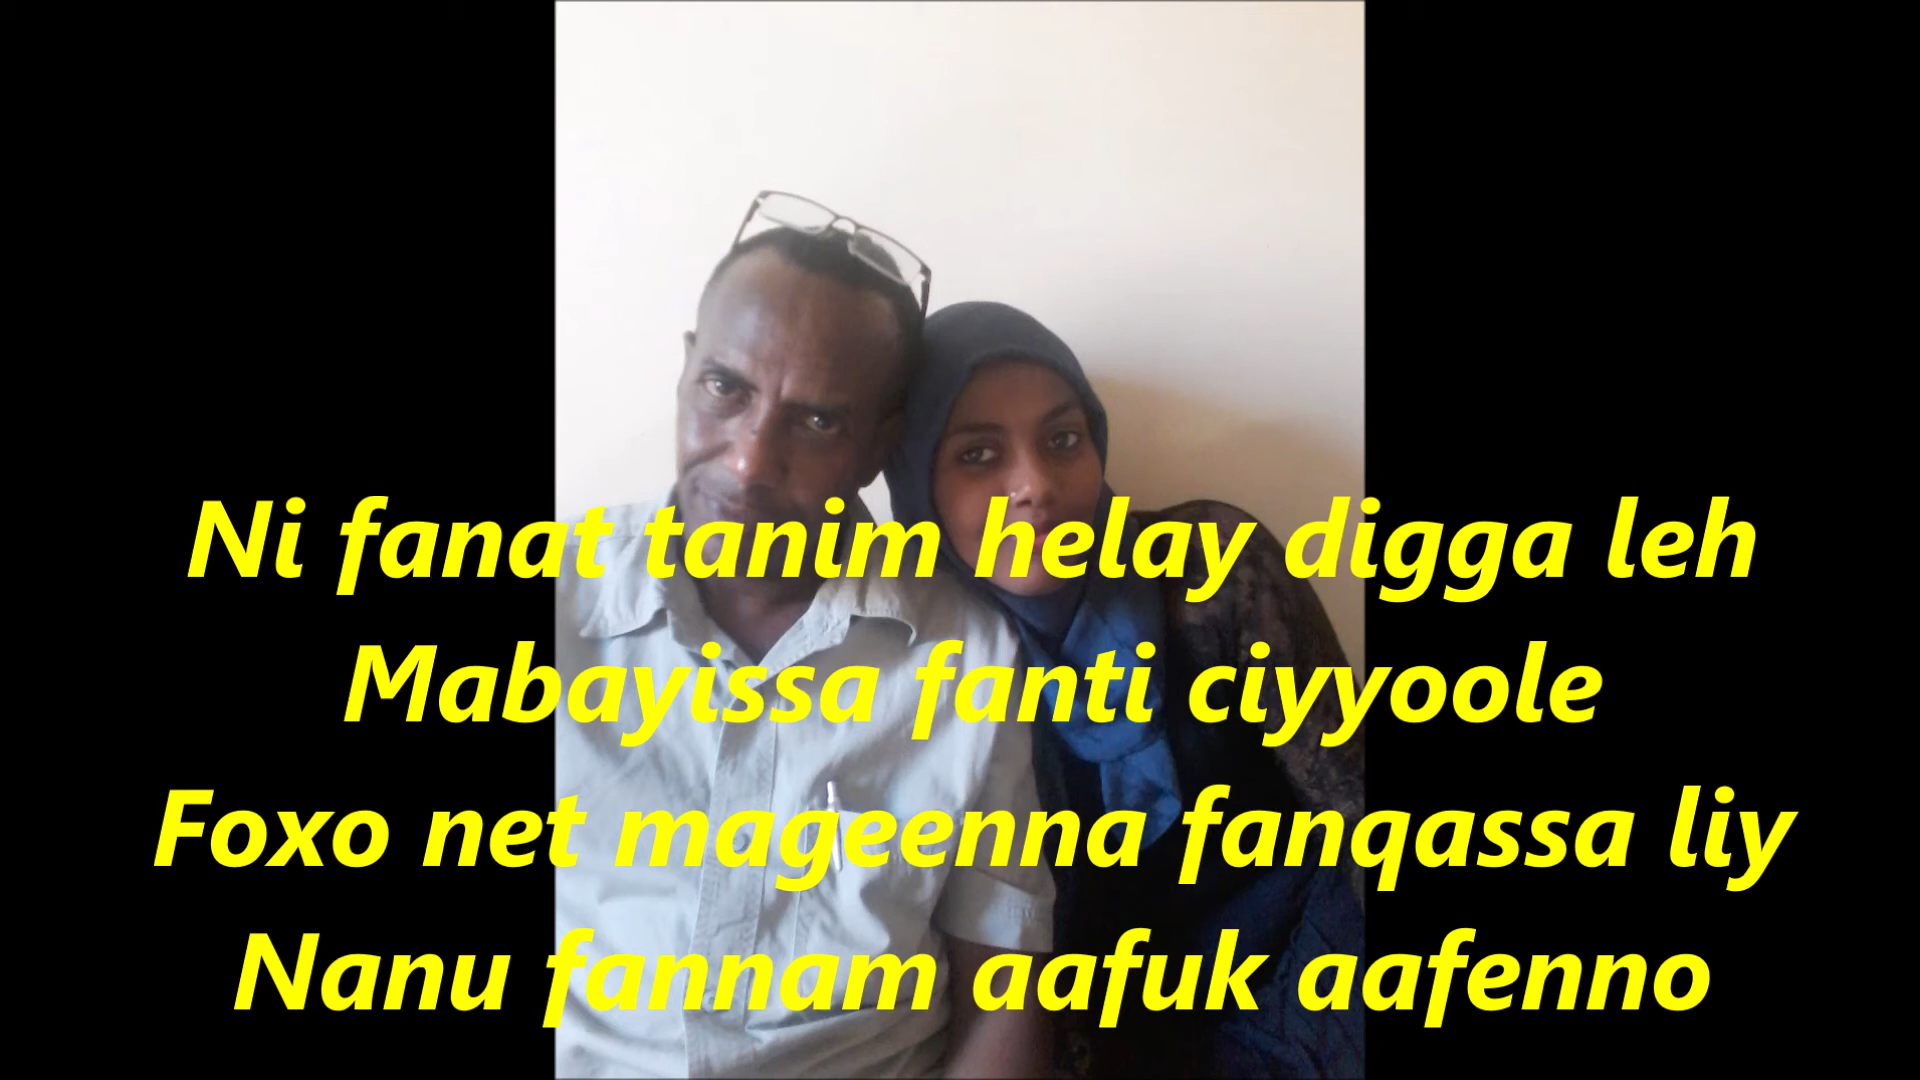 Ni fanat tanim helay digga leh
Mabayissa fanti ciyyoole
Foxo net mageenna fanqassa liy
Nanu fannam aafuk aafenno